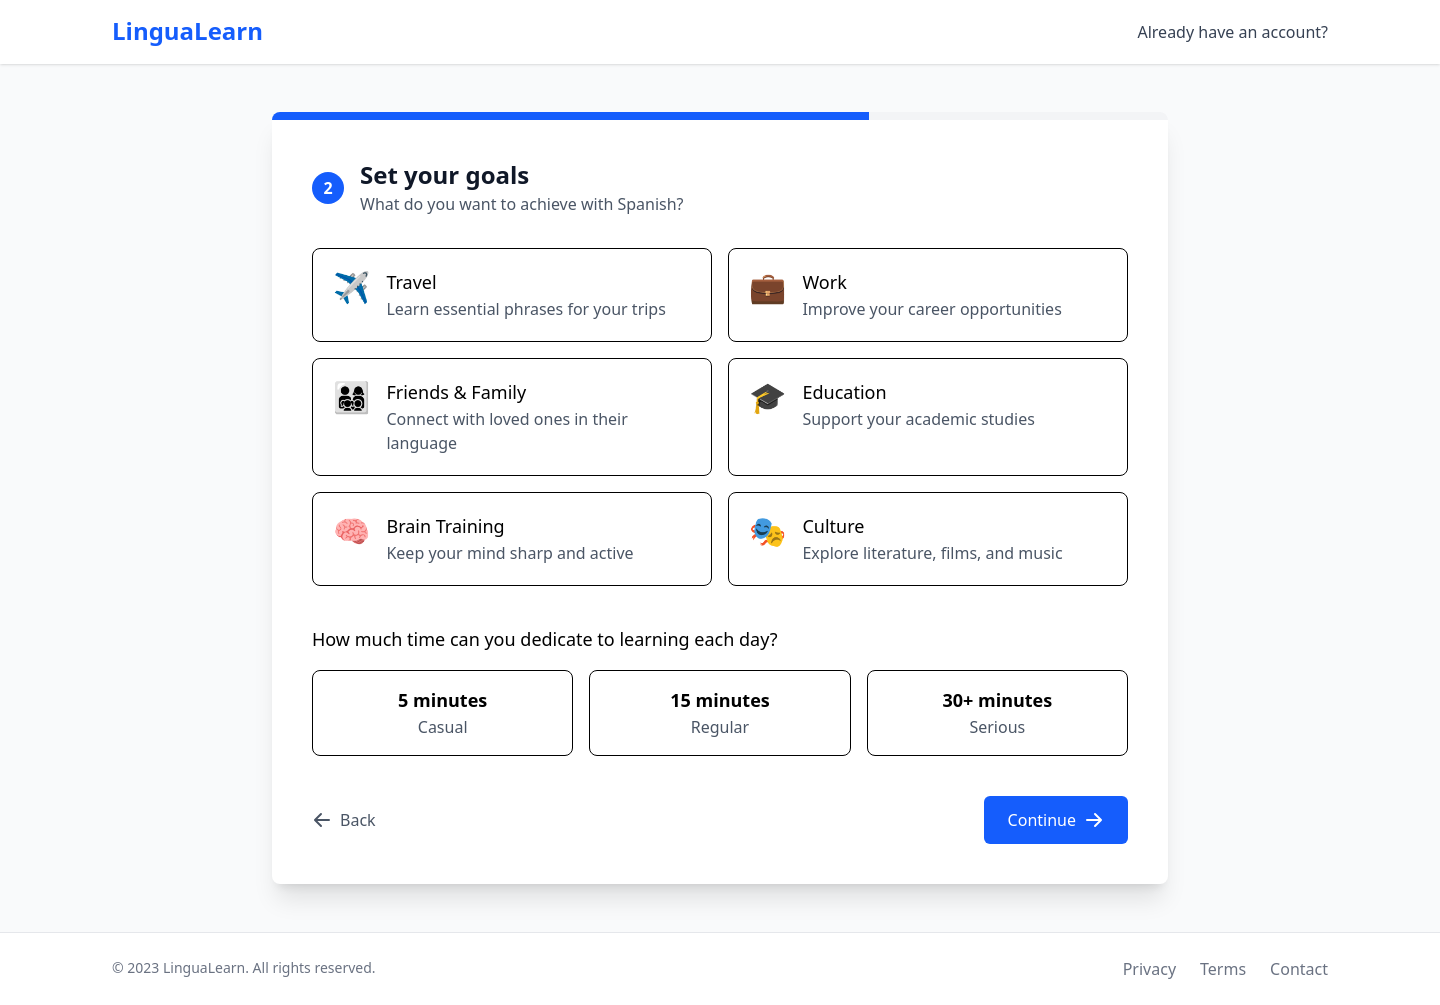 LinguaLearn
Already have an account?
2
Set your goals
What do you want to achieve with Spanish?
Travel
Learn essential phrases for your trips
Work
Improve your career opportunities
Friends & Family
Connect with loved ones in their
language
Education
Support your academic studies
Brain Training
Keep your mind sharp and active
Culture
Explore literature, films, and music
How much time can you dedicate to learning each day?
5 minutes
Casual
15 minutes
Regular
30+ minutes
Serious
Back
Continue
© 2023 LinguaLearn. All rights reserved.
Privacy
Terms
Contact